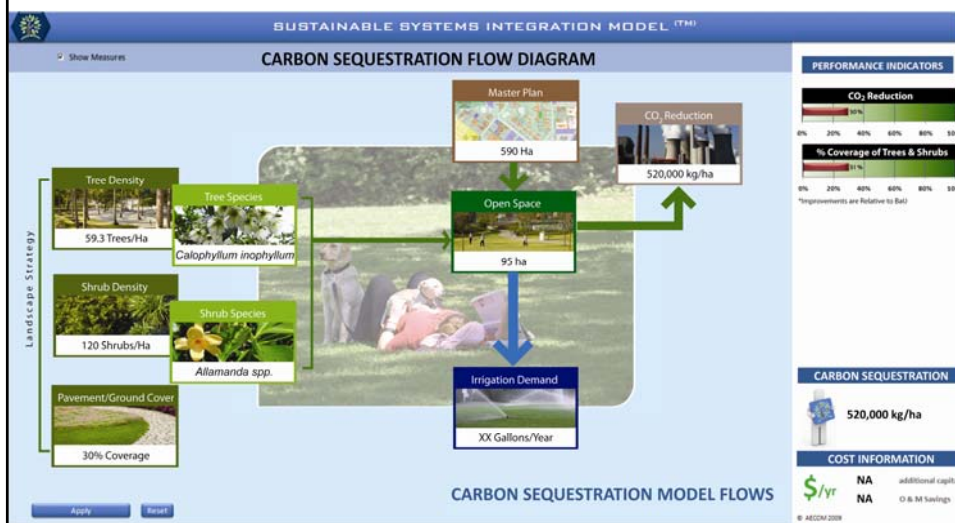 SUSTAINABLE SYSTEMS INTEGRATION MODEL (TM)
Show Measures
CARBON SEQUESTRATION FLOW DIAGRAM
Master Plan
590 Ha
CO2 Reduction
520,000 kg/ha
Landscape Strategy
Tree Density
59.3 Trees/Ha
Tree Species
Calophyllum inophyllum
Open Space
95 ha
Shrub Density
120 Shrubs/Ha
Shrub Species
Allamanda spp.
Pavement/Ground Cover
30% Coverage
Irrigation Demand
XX Gallons/Year
CARBON SEQUESTRATION MODEL FLOWS
Apply
Reset
PERFORMANCE INDICATORS
CO2 Reduction
0% 20% 40% 60% 80%
% Coverage of Trees & Shrubs
0% 20% 40% 60% 80%
*Improvements are Relative to BaU
CARBON SEQUESTRATION
520,000 kg/ha
COST INFORMATION
$/yr
NA additional
NA O & M Savings
© AECOM 2009